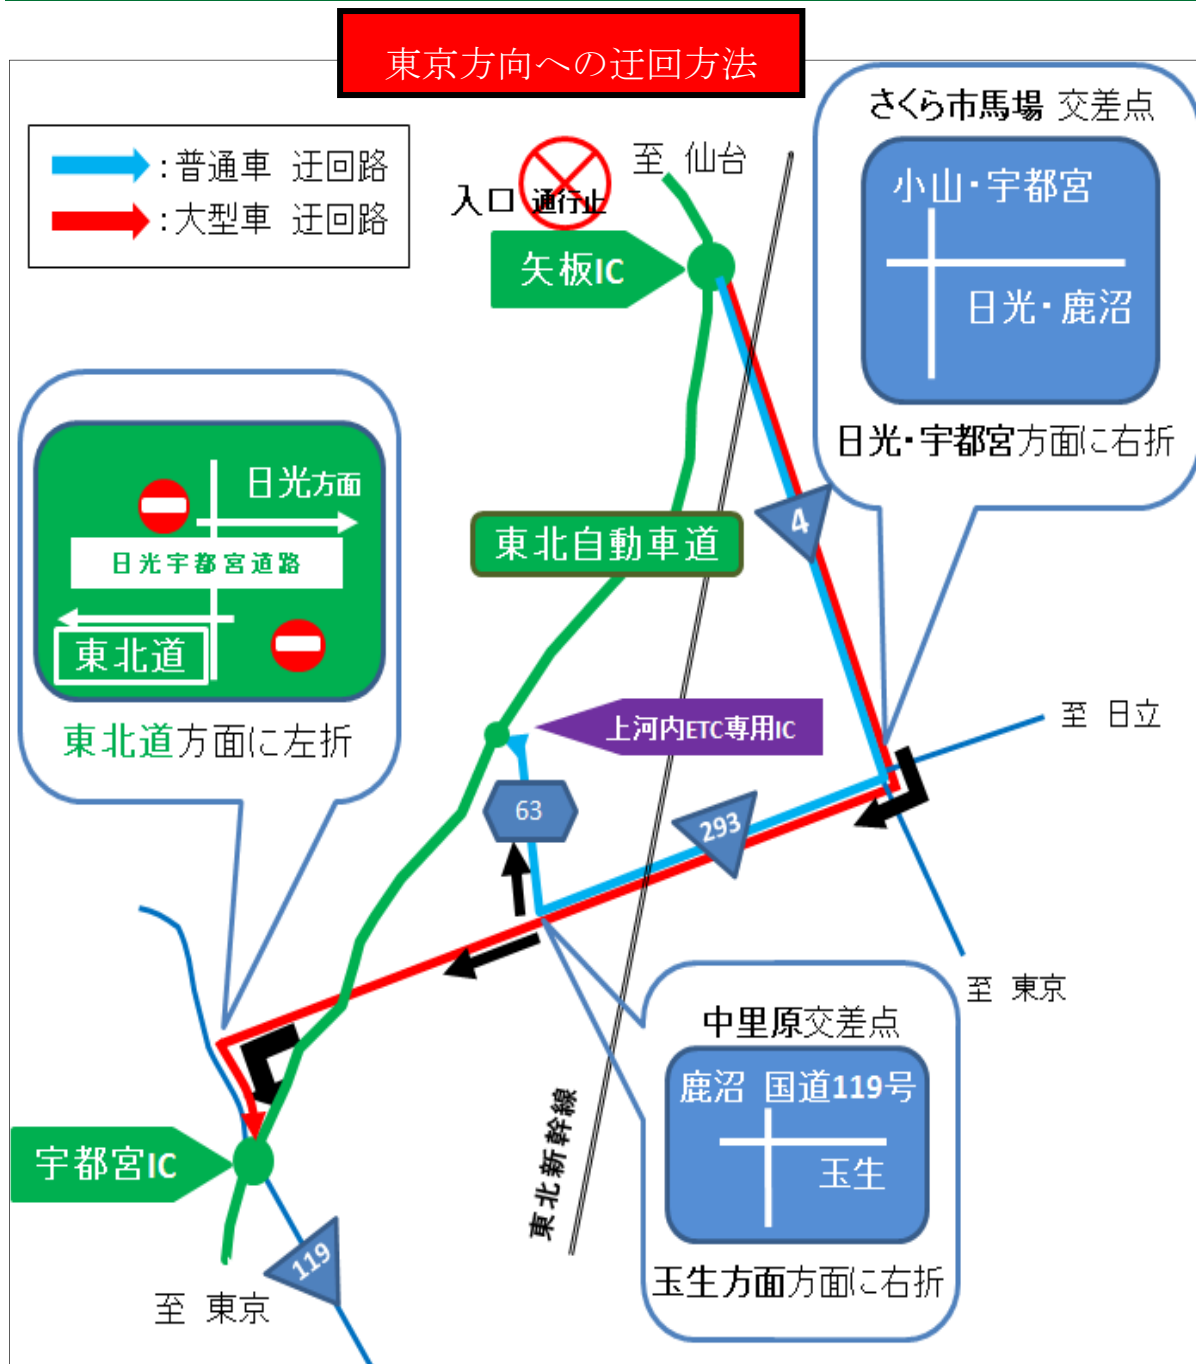 東京方向への迂回方法
:普通車 迂回路
:大型車 迂回路
入口 通行止
至 仙台
矢板IC
さくら市馬場 交差点
小山・宇都宮
日光・鹿沼
日光・宇都宮方面に右折
4
日光方面
日光宇都宮道路
東北道
東北道方面に左折
東北自動車道
上河内ETC専用IC
至 日立
63
293
至 東京
中里原交差点
鹿沼 国道119号
玉生
玉生方面方面に右折
東北新幹線
宇都宮IC
119
至 東京